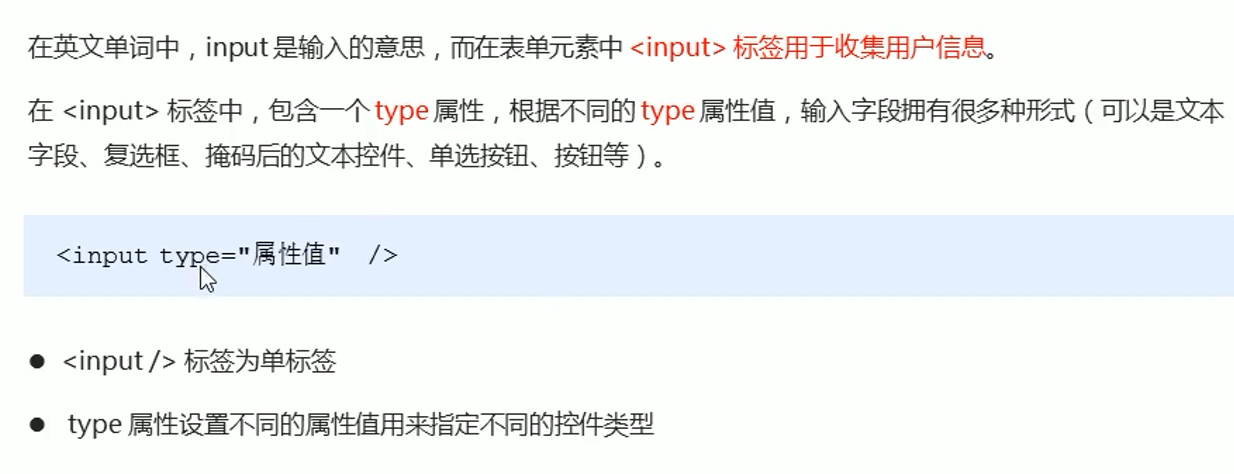 在英文单词中，input 是输入的意思，而在表单元素中 <input> 标签用于收集用户信息。
在 <input> 标签中，包含一个 type 属性，根据不同的 type 属性值，输入字段拥有很多种形式（可以是文本
字段、复选框、掩码后的文本控件、单选按钮、按钮等）。
<input type="属性值" />
● <input /> 标签为单标签
● type 属性设置不同的属性值用来指定不同的控件类型